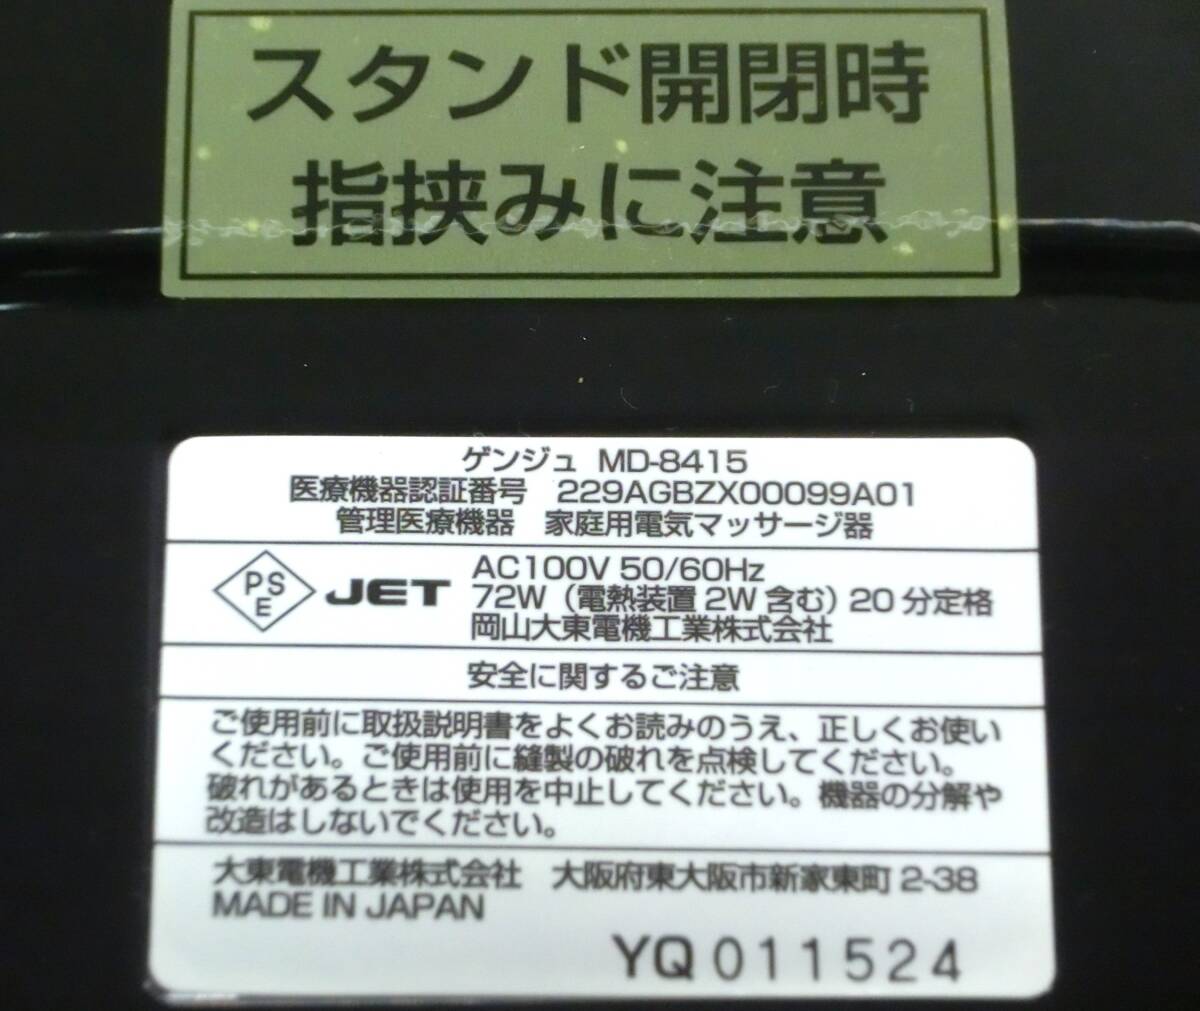 スタンド開閉時
指挟みに注意
ゲンジュ MD-8415
医療機器認証番号 229AGBZX00099A01
管理医療機器 家庭用電気マッサージ器
PSE JET
AC100V 50/60Hz
72W（電熱装置 2W 含む）20 分定格
岡山大東電機工業株式会社
安全に関するご注意
ご使用前に取扱説明書をよくお読みのうえ、正しくお使い
ください。ご使用前に縫製の破れを点検してください。
破れがあるときは使用を中止してください。機器の分解や
改造はしないでください。
大東電機工業株式会社 大阪府東大阪市新家東町 2-38
MADE IN JAPAN
YQ 011524